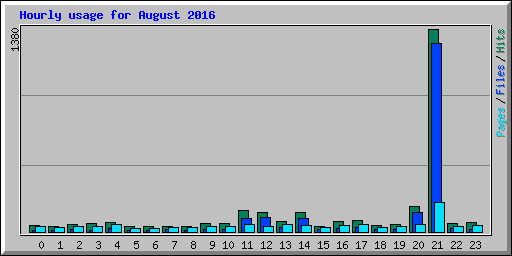 Hourly usage for August 2016
1380
Pages/Files/Hits
0 1 2 3 4 5 6 7 8 9 10 11 12 13 14 15 16 17 18 19 20 21 22 23